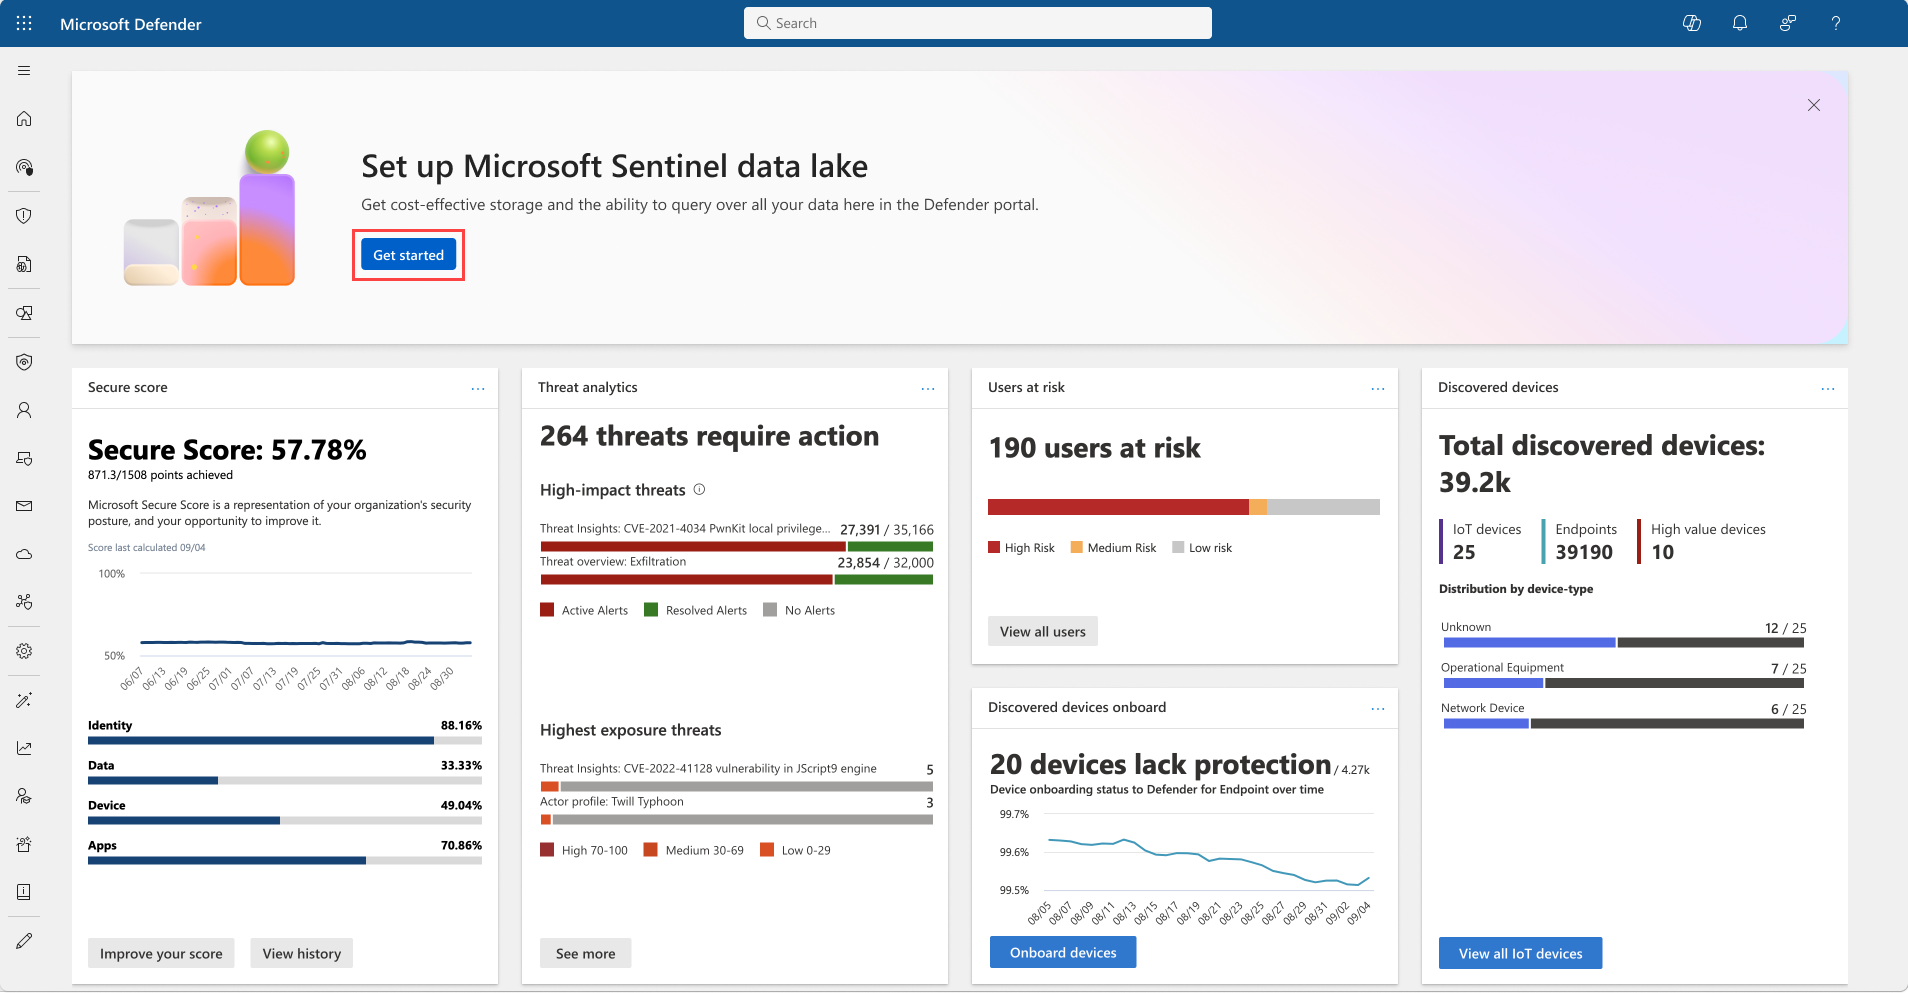 Microsoft Defender
Search
?
Set up Microsoft Sentinel data lake
Get cost-effective storage and the ability to query over all your data here in the Defender portal.
Get started
Secure score
Secure Score: 57.78%
871.3/1508 points achieved
Microsoft Secure Score is a representation of your organization's security
posture, and your opportunity to improve it.
Score last calculated 09/04
100%
50%
06/07 06/13 06/19 06/25 07/01 07/07 07/13 07/19 07/25 07/31 08/06 08/12 08/18 08/24 08/30
Identity 88.16%
Data 33.33%
Device 49.04%
Apps 70.86%
Improve your score View history
Threat analytics
264 threats require action
High-impact threats
Threat Insights: CVE-2021-4034 PwnKit local privilege... 27,391 / 35,166
Threat overview: Exfiltration 23,854 / 32,000
Active Alerts Resolved Alerts No Alerts
Highest exposure threats
Threat Insights: CVE-2022-41128 vulnerability in JScript9 engine 5
Actor profile: Twill Typhoon 3
High 70-100 Medium 30-69 Low 0-29
See more
Users at risk
190 users at risk
High Risk Medium Risk Low risk
View all users
Discovered devices onboard
20 devices lack protection / 4.27k
Device onboarding status to Defender for Endpoint over time
99.7%
99.6%
99.5%
08/05 08/07 08/09 08/11 08/13 08/15 08/17 08/19 08/21 08/23 08/25 08/27 08/29 08/31 09/02 09/04
Onboard devices
Discovered devices
Total discovered devices:
39.2k
IoT devices Endpoints High value devices
25 39190 10
Distribution by device-type
Unknown 12 / 25
Operational Equipment 7 / 25
Network Device 6 / 25
View all IoT devices